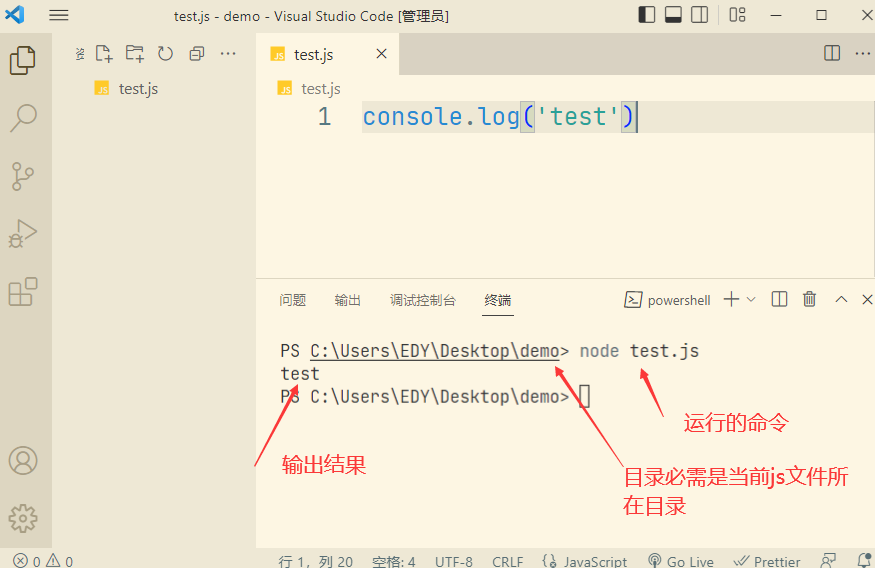 test.js - demo - Visual Studio Code [管理员]
test.js
test.js
test.js
1 console.log('test')
问题 输出 调试控制台 终端 powershell
PS C:\Users\EDY\Desktop\demo> node test.js
test
PS C:\Users\EDY\Desktop\demo>
运行的命令
输出结果
目录必需是当前js文件所
在目录
0 0 行 1，列 20 空格: 4 UTF-8 CRLF JavaScript Go Live Prettier